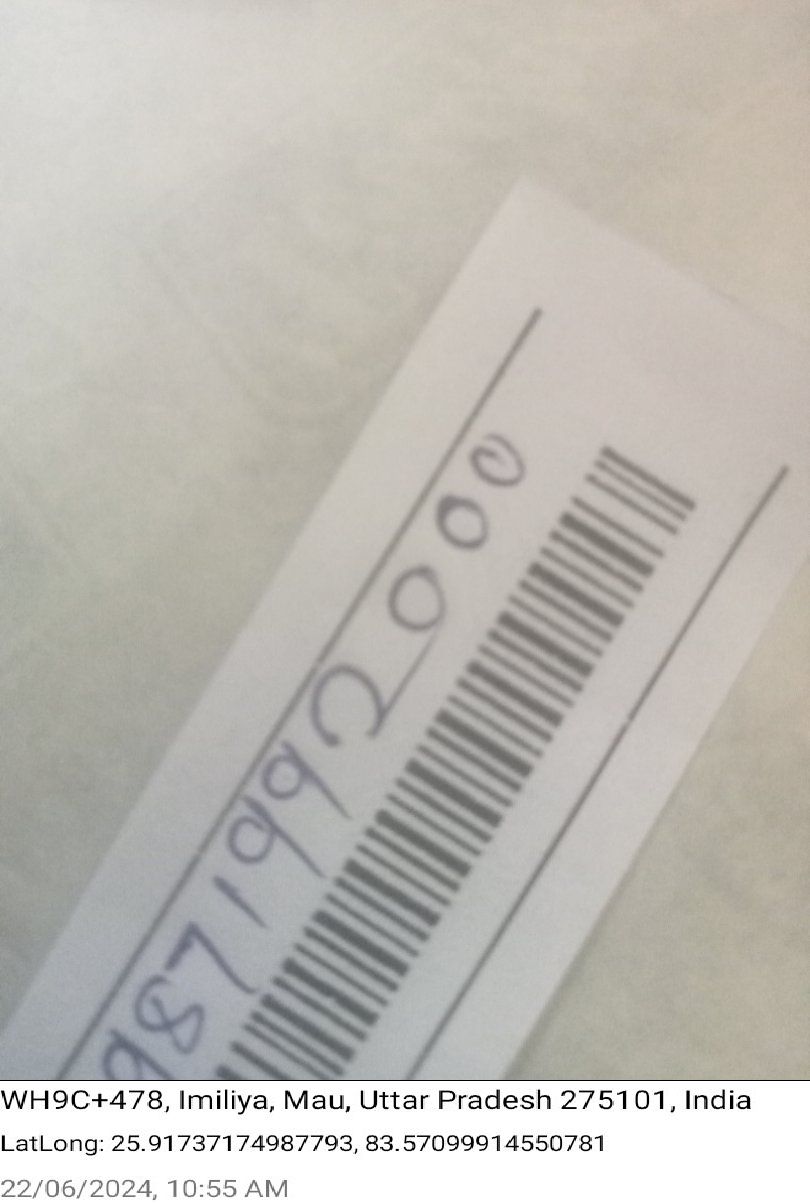 9871992000
WH9C+478, Imiliya, Mau, Uttar Pradesh 275101, India
LatLong: 25.91737174987793, 83.57099914550781
22/06/2024, 10:55 AM